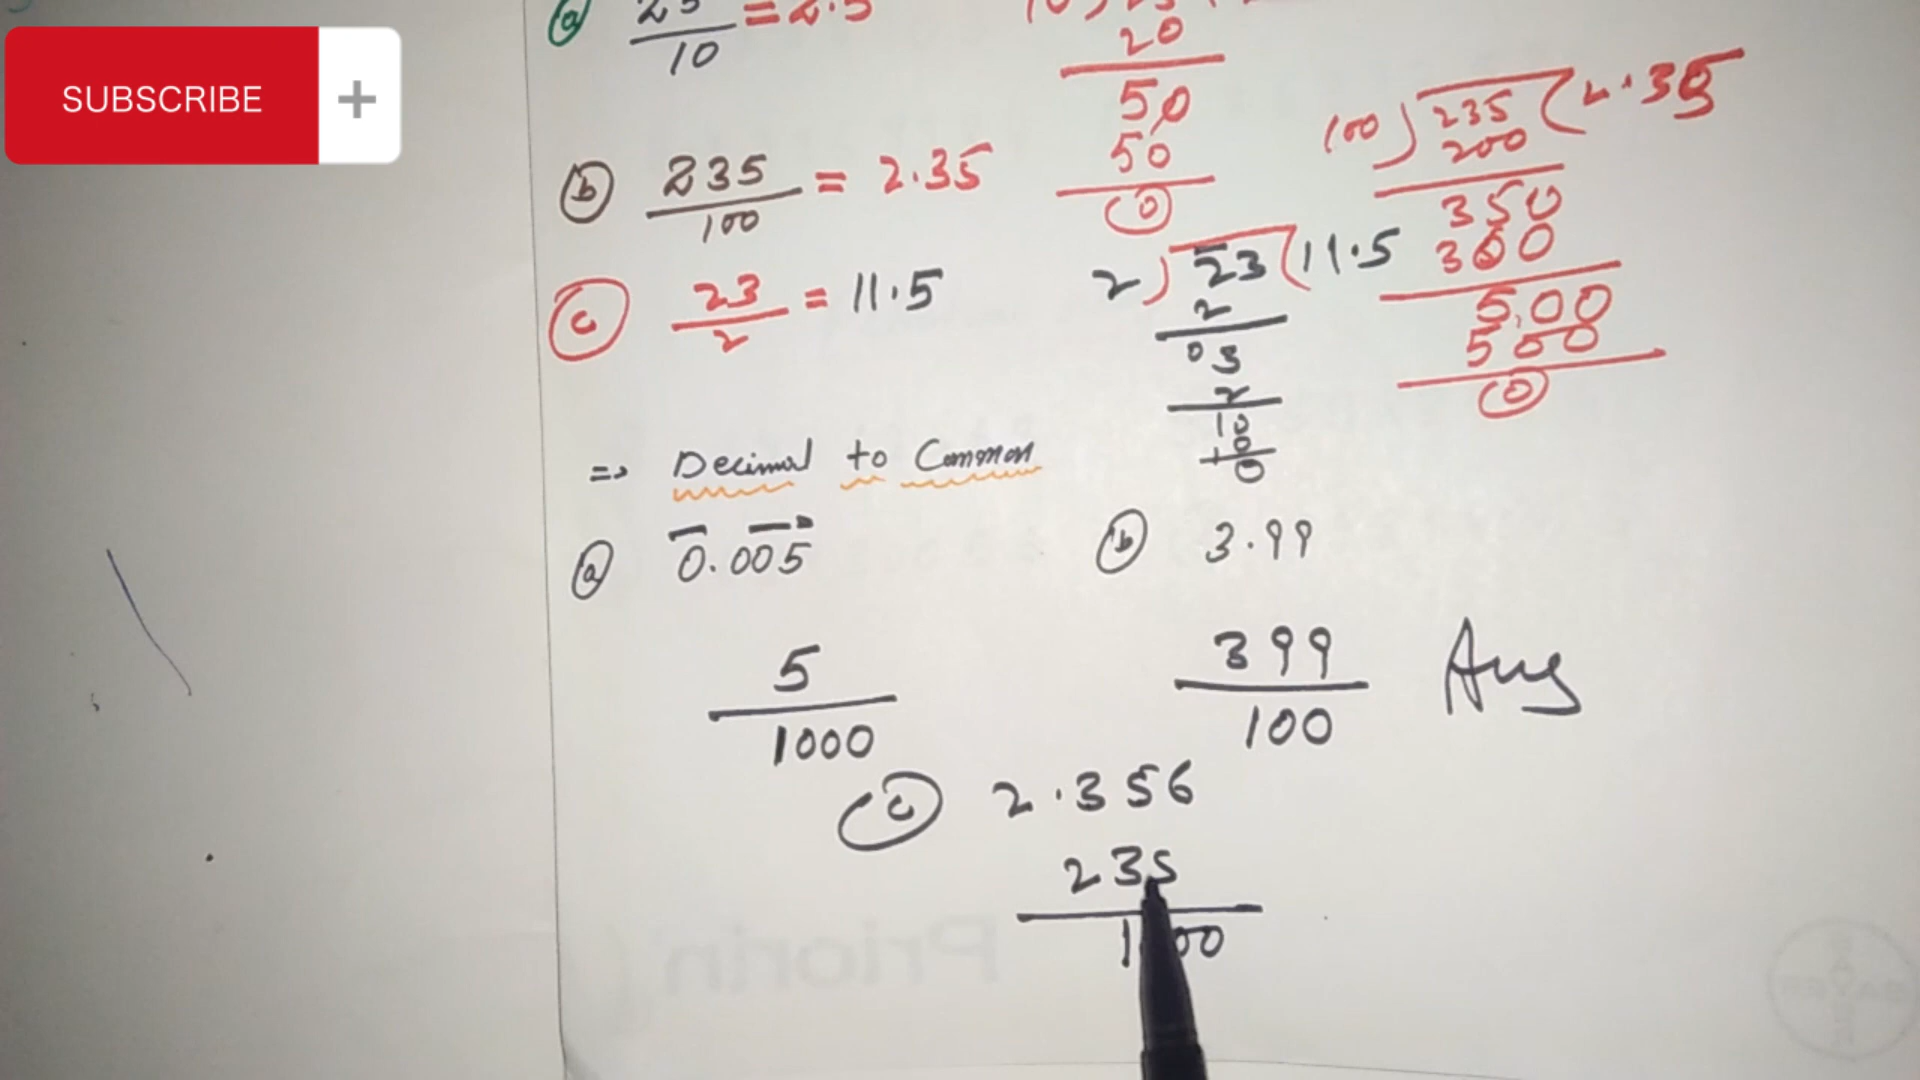 SUBSCRIBE +
ⓐ 25/10 = 2.5
20
50
50
0
ⓑ 235/100 = 2.35
100 ) 235 ( 2.35
200
350
300
500
500
0
ⓒ 23/2 = 11.5
2 ) 23 ( 11.5
2
03
2
10
10
0
=> Decimal to Common
ⓐ 0.005
5/1000
ⓑ 3.99
399/100 Ans
ⓒ 2.356
235
Priorin